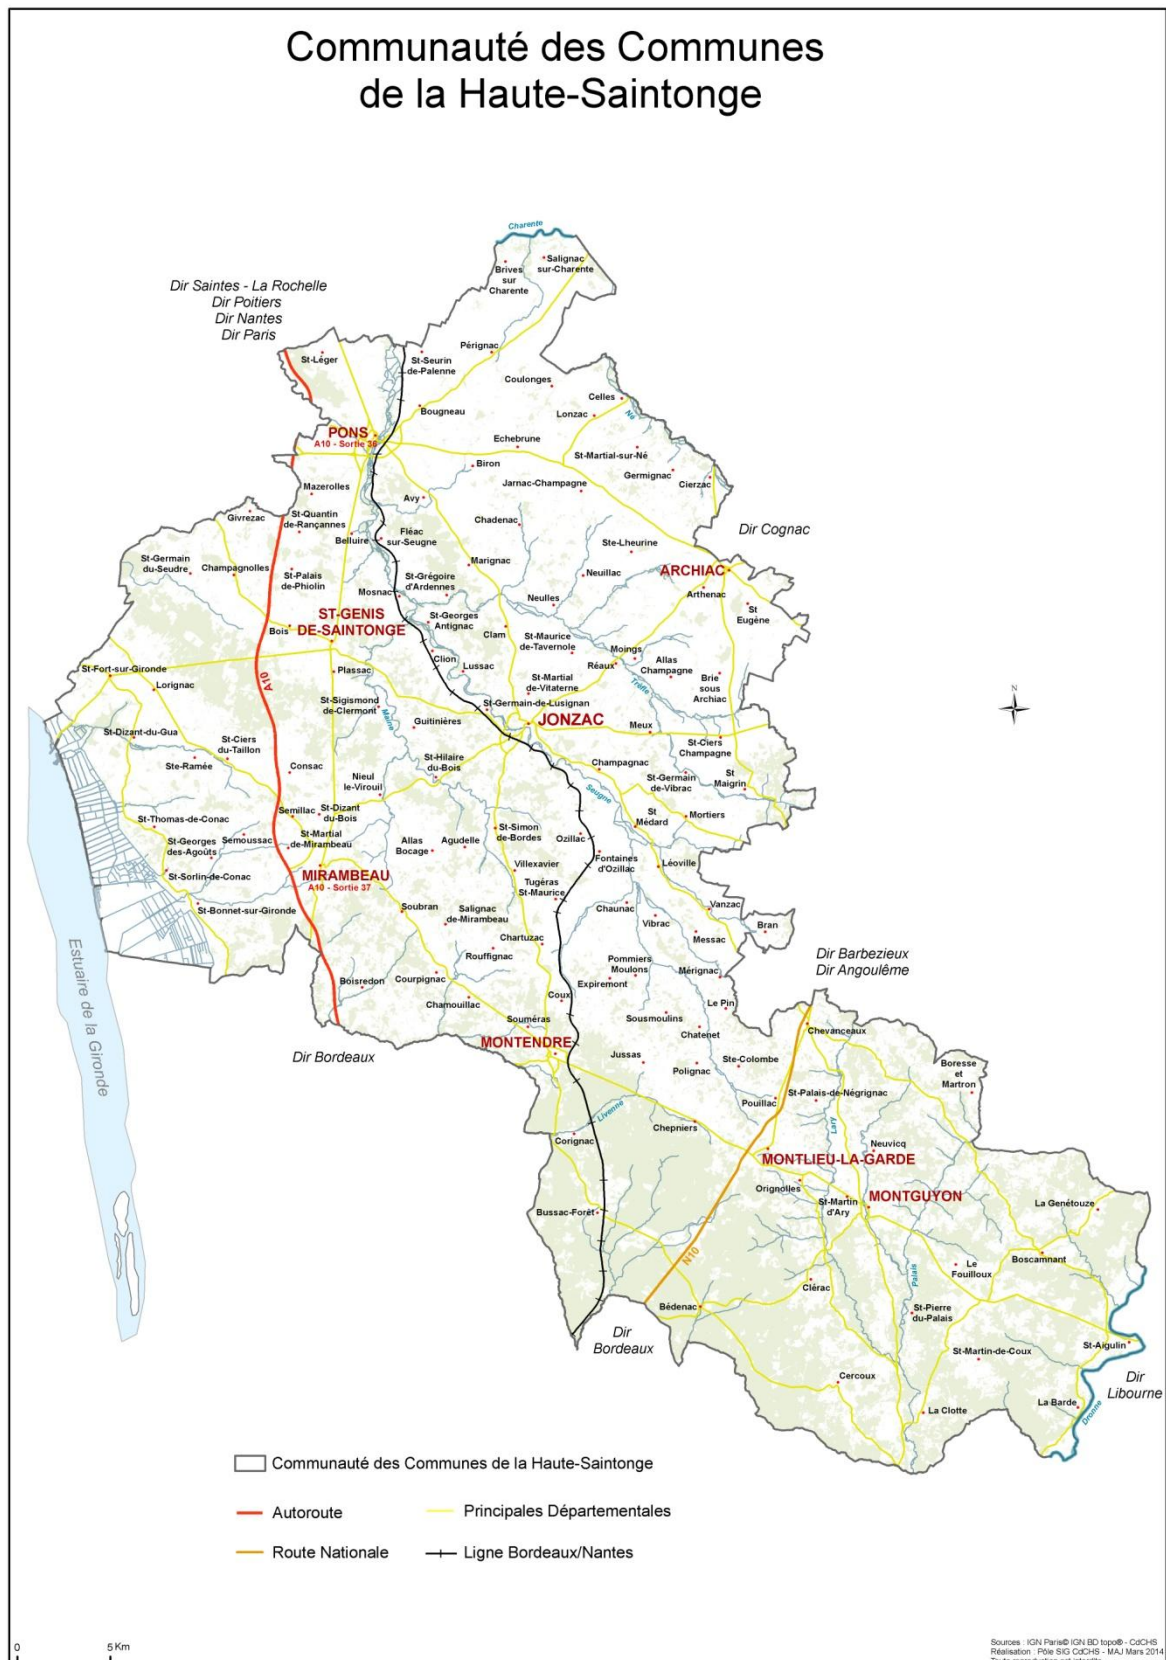 Communauté des Communes
de la Haute-Saintonge
Charente
Brives
sur
Charente
Salignac
sur-Charente
Dir Saintes - La Rochelle
Dir Poitiers
Dir Nantes
Dir Paris
St-Léger
St-Seurin
de-Palenne
Pérignac
Coulonges
Celles
Né
Lonzac
Bougneau
PONS
A10 - Sortie 36
Echebrune
St-Martial-sur-Né
Biron
Germignac
Cierzac
Mazerolles
Avy
Jarnac-Champagne
Givrezac
St-Quantin
de-Rançannes
Belluire
Fléac
sur-Seugne
Chadenac
Dir Cognac
Ste-Lheurine
St-Germain
du-Seudre
Champagnolles
St-Palais
de-Phiolin
Marignac
St-Grégoire
d'Ardennes
Neuillac
ARCHIAC
Mosnac
Arthenac
Neulles
St
Eugène
ST-GENIS
DE-SAINTONGE
St-Georges
Antignac
Bois
Clam
St-Maurice
de-Tavernole
Moings
Clion
Réaux
Allas
Champagne
St-Fort-sur-Gironde
Plassac
Lussac
Brie
sous
Archiac
Lorignac
A10
St-Martial
de-Vitaterne
Tréfle
St-Sigismond
de-Clermont
Maine
St-Germain-de-Lusignan
Guitinières
JONZAC
Meux
St-Dizant-du-Gua
St-Ciers
du-Taillon
St-Ciers
Champagne
Ste-Ramée
Consac
Nieul
le-Virouil
St-Hilaire
du-Bois
Champagnac
St-Germain
de-Vibrac
St
Maigrin
Seugne
Semillac
St-Dizant
du-Bois
St-Thomas-de-Conac
St-Georges
des-Agoûts
Semoussac
St-Martial
de-Mirambeau
Allas
Bocage
Agudelle
St-Simon
de-Bordes
Ozillac
St
Médard
Mortiers
Fontaines
d'Ozillac
Léoville
Villexavier
St-Sorlin-de-Conac
MIRAMBEAU
A10 - Sortie 37
Tugéras
St-Maurice
St-Bonnet-sur-Gironde
Soubran
Salignac
de-Mirambeau
Chaunac
Vibrac
Vanzac
Bran
Messac
Chartuzac
Rouffignac
Estuaire de la Gironde
Boisredon
Courpignac
Pommiers
Moulons
Expiremont
Mérignac
Dir Barbezieux
Dir Angoulême
Chamouillac
Coux
Le Pin
Souméras
Sousmoulins
Chatenet
Chevanceaux
MONTENDRE
Dir Bordeaux
Jussas
Polignac
Ste-Colombe
Boresse
et
Martron
Pouillac
St-Palais-de-Négrignac
Livenne
Lary
Corignac
Chepniers
Neuvicq
MONTLIEU-LA-GARDE
Orignolles
St-Martin
d'Ary
MONTGUYON
La Genétouze
Bussac-Forêt
N10
Boscamnant
Le
Fouilloux
Palais
Clérac
Bédenac
St-Pierre
du-Palais
Dir
Bordeaux
St-Martin-de-Coux
St-Aigulin
Cercoux
Dir
Libourne
La Clotte
La Barde
Dronne
Communauté des Communes de la Haute-Saintonge
Autoroute
Principales Départementales
Route Nationale
Ligne Bordeaux/Nantes
N
0
5 Km
Sources : IGN Paris© IGN BD topo® - CdCHS
Réalisation : Pôle SIG CdCHS - MAJ Mars 2014